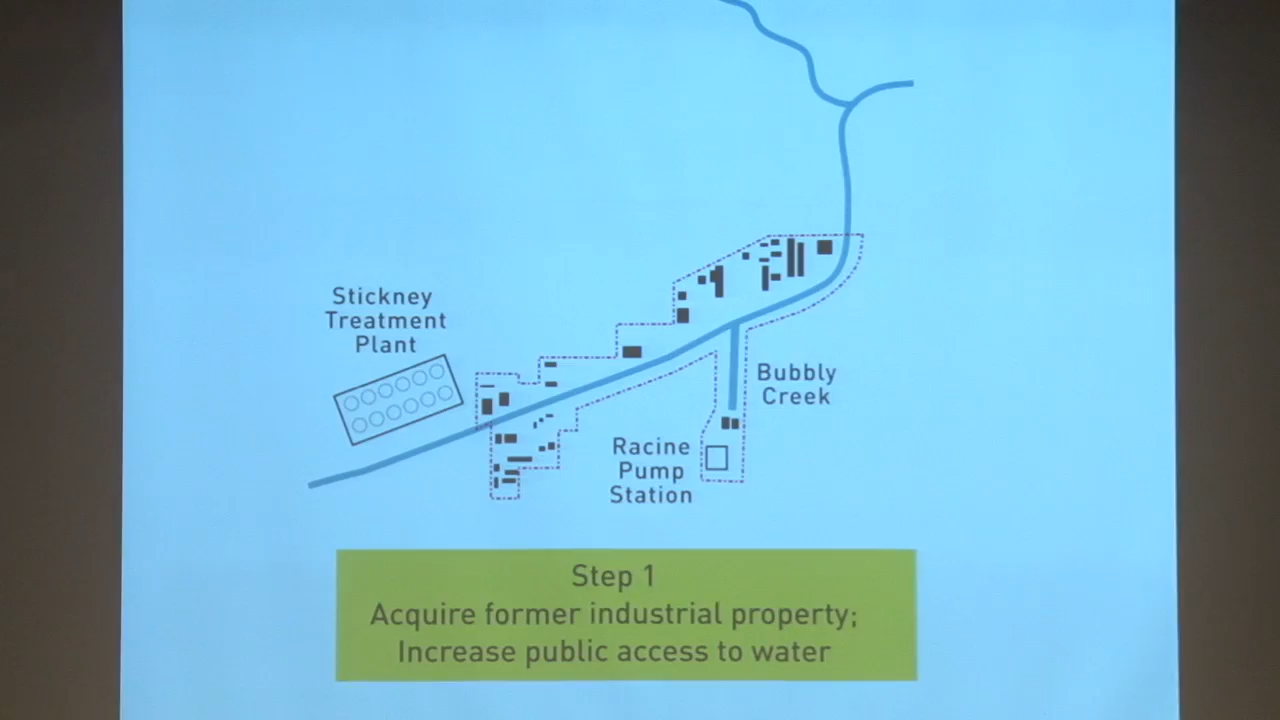 Stickney
Treatment
Plant
Bubbly
Creek
Racine
Pump
Station
Step 1
Acquire former industrial property;
Increase public access to water